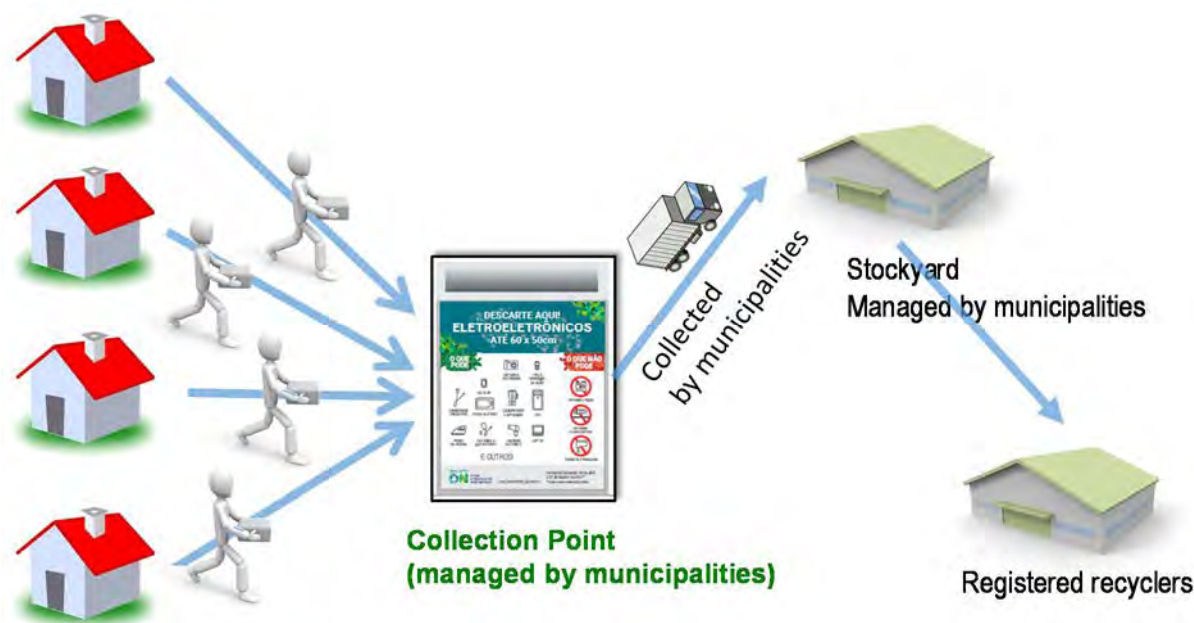 DESCARTE AQUI!
ELETROELETRÔNICOS
ATÉ 60 x 50cm
O QUE
PODE
O QUE NÃO
PODE
E OUTROS
Collection Point
(managed by municipalities)
Collected
by municipalities
Stockyard
Managed by municipalities
Registered recyclers